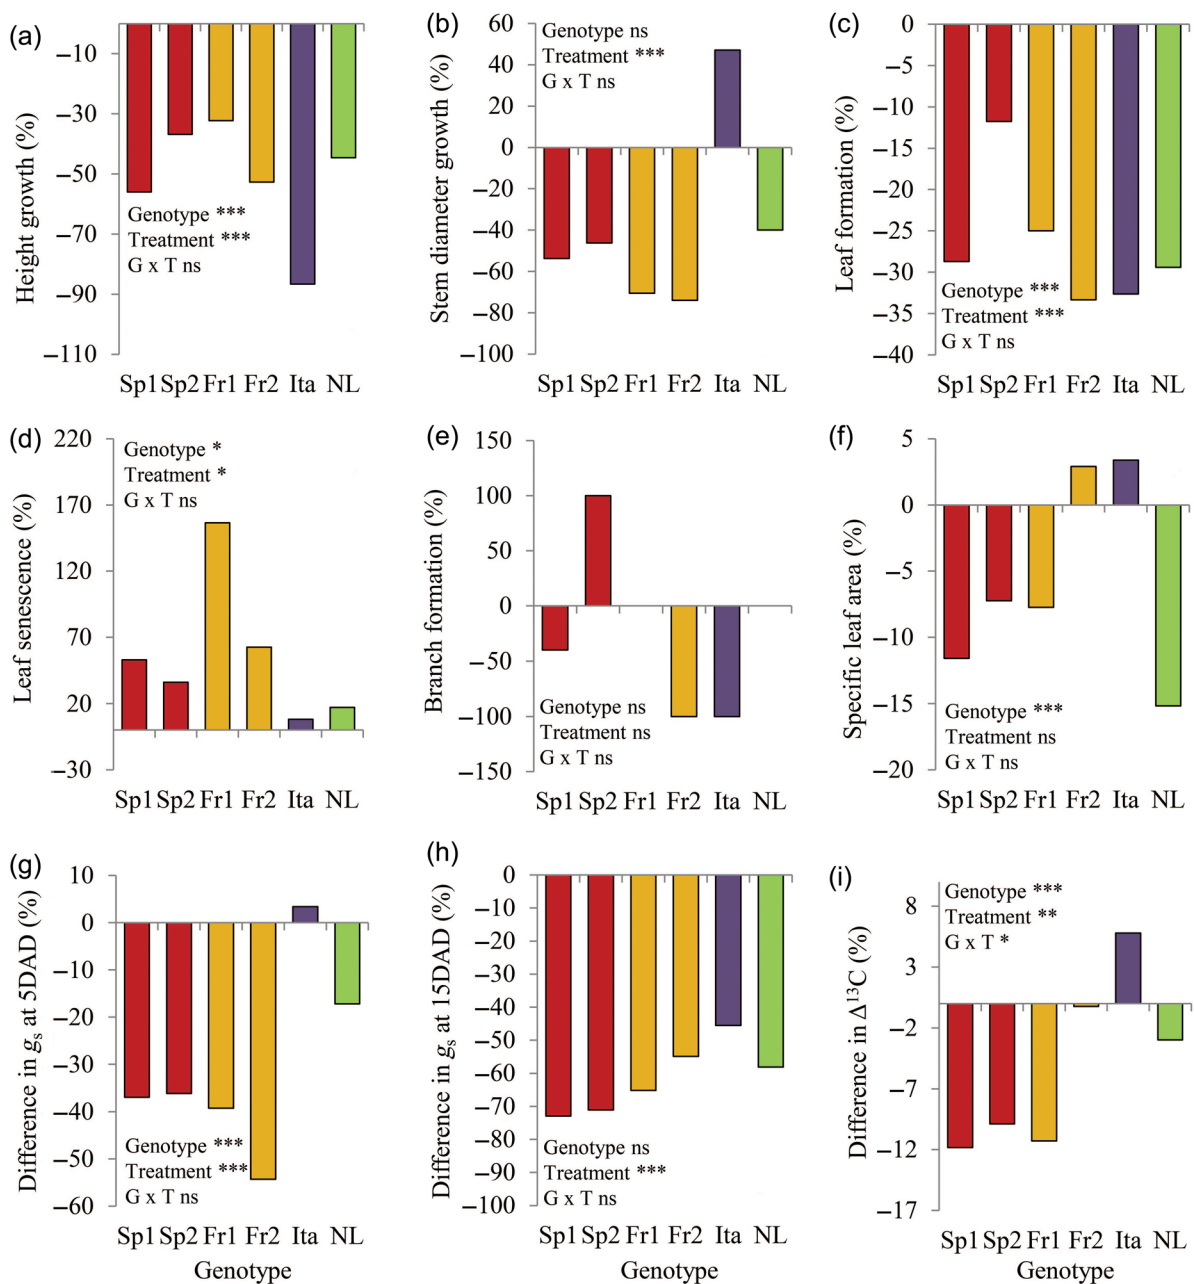 (a)
Height growth (%)
−10
−30
−50
−70
−90
−110
Genotype ***
Treatment ***
G x T ns
Sp1 Sp2 Fr1 Fr2 Ita NL
(b)
Stem diameter growth (%)
60
40
20
0
−20
−40
−60
−80
−100
Genotype ns
Treatment ***
G x T ns
Sp1 Sp2 Fr1 Fr2 Ita NL
(c)
Leaf formation (%)
0
−5
−10
−15
−20
−25
−30
−35
−40
Genotype ***
Treatment ***
G x T ns
Sp1 Sp2 Fr1 Fr2 Ita NL
(d)
Leaf senescence (%)
220
170
120
70
20
−30
Genotype *
Treatment *
G x T ns
Sp1 Sp2 Fr1 Fr2 Ita NL
(e)
Branch formation (%)
150
100
50
0
−50
−100
−150
Genotype ns
Treatment ns
G x T ns
Sp1 Sp2 Fr1 Fr2 Ita NL
(f)
Specific leaf area (%)
5
0
−5
−10
−15
−20
Genotype ***
Treatment ns
G x T ns
Sp1 Sp2 Fr1 Fr2 Ita NL
(g)
Difference in gs at 5DAD (%)
10
0
−10
−20
−30
−40
−50
−60
Genotype ***
Treatment ***
G x T ns
Sp1 Sp2 Fr1 Fr2 Ita NL
Genotype
(h)
Difference in gs at 15DAD (%)
0
−10
−20
−30
−40
−50
−60
−70
−80
−90
−100
Genotype ns
Treatment ***
G x T ns
Sp1 Sp2 Fr1 Fr2 Ita NL
Genotype
(i)
Difference in Δ¹³C (%)
8
3
−2
−7
−12
−17
Genotype ***
Treatment **
G x T *
Sp1 Sp2 Fr1 Fr2 Ita NL
Genotype